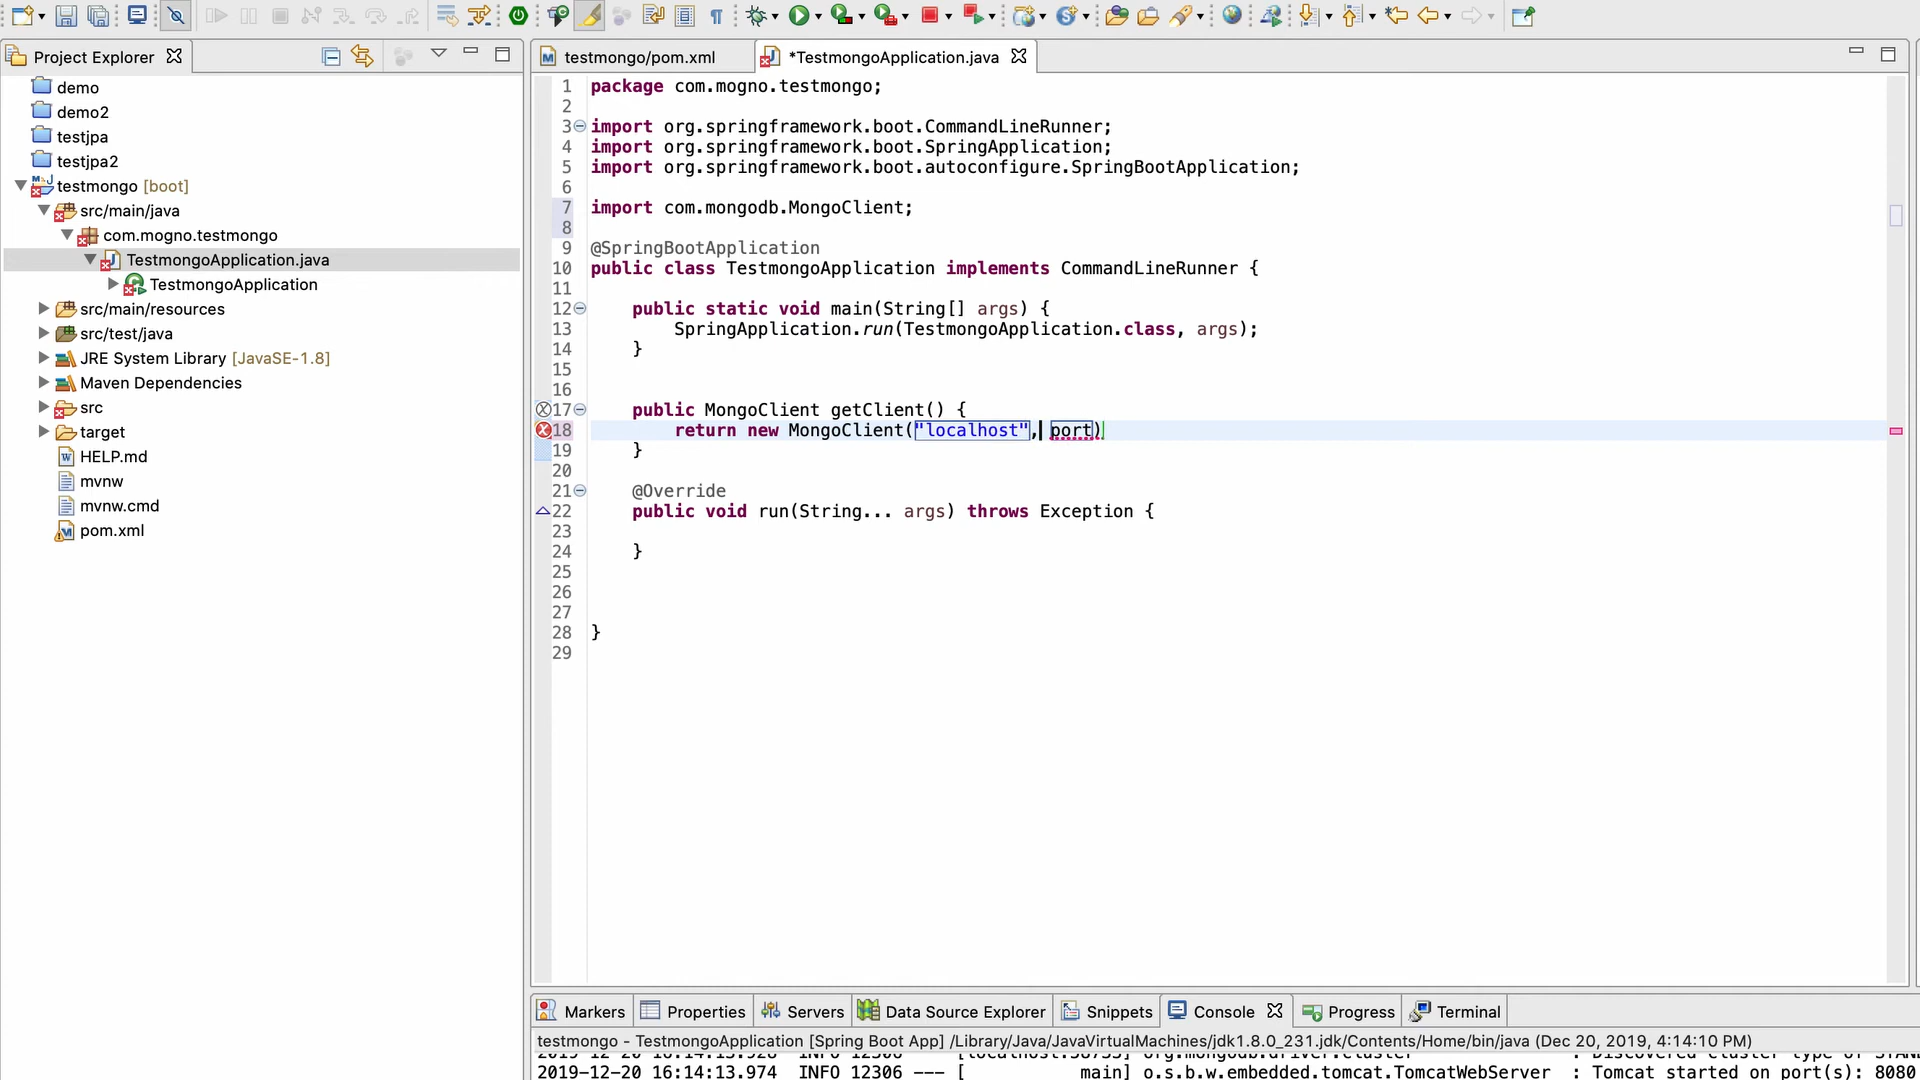 Project Explorer
demo
demo2
testjpa
testjpa2
testmongo [boot]
src/main/java
com.mogno.testmongo
TestmongoApplication.java
TestmongoApplication
src/main/resources
src/test/java
JRE System Library [JavaSE-1.8]
Maven Dependencies
src
target
HELP.md
mvnw
mvnw.cmd
pom.xml
testmongo/pom.xml
*TestmongoApplication.java
1 package com.mogno.testmongo;
2
3 import org.springframework.boot.CommandLineRunner;
4 import org.springframework.boot.SpringApplication;
5 import org.springframework.boot.autoconfigure.SpringBootApplication;
6
7 import com.mongodb.MongoClient;
8
9 @SpringBootApplication
10 public class TestmongoApplication implements CommandLineRunner {
11
12 public static void main(String[] args) {
13 SpringApplication.run(TestmongoApplication.class, args);
14 }
15
16
17 public MongoClient getClient() {
18 return new MongoClient("localhost", port)
19 }
20
21 @Override
22 public void run(String... args) throws Exception {
23
24 }
25
26
27
28 }
29
Markers
Properties
Servers
Data Source Explorer
Snippets
Console
Progress
Terminal
testmongo - TestmongoApplication [Spring Boot App] /Library/Java/JavaVirtualMachines/jdk1.8.0_231.jdk/Contents/Home/bin/java (Dec 20, 2019, 4:14:10 PM)
2019-12-20 16:14:13.974 INFO 12306 --- [ main] o.s.b.w.embedded.tomcat.TomcatWebServer : Tomcat started on port(s): 8080